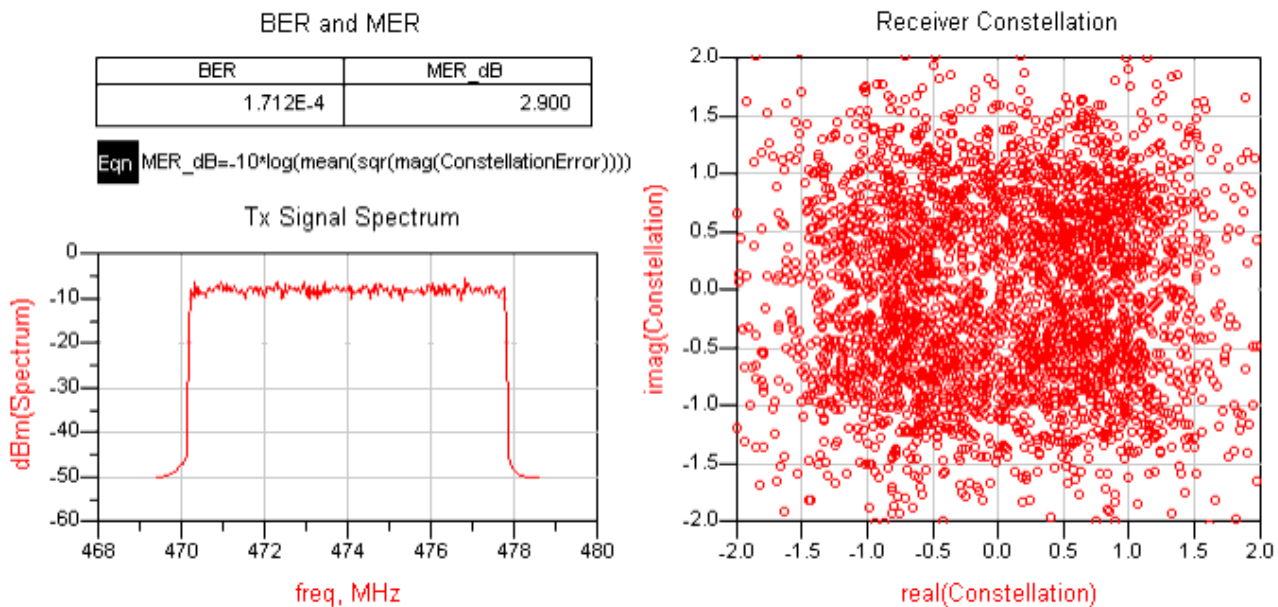 BER and MER
BER MER_dB
1.712E-4 2.900
Eqn MER_dB=-10*log(mean(sqr(mag(ConstellationError))))
Tx Signal Spectrum
0
-10
-20
-30
-40
-50
-60
468 470 472 474 476 478 480
dBm(Spectrum)
freq, MHz
Receiver Constellation
2.0
1.5
1.0
0.5
0.0
-0.5
-1.0
-1.5
-2.0
-2.0 -1.5 -1.0 -0.5 0.0 0.5 1.0 1.5 2.0
imag(Constellation)
real(Constellation)